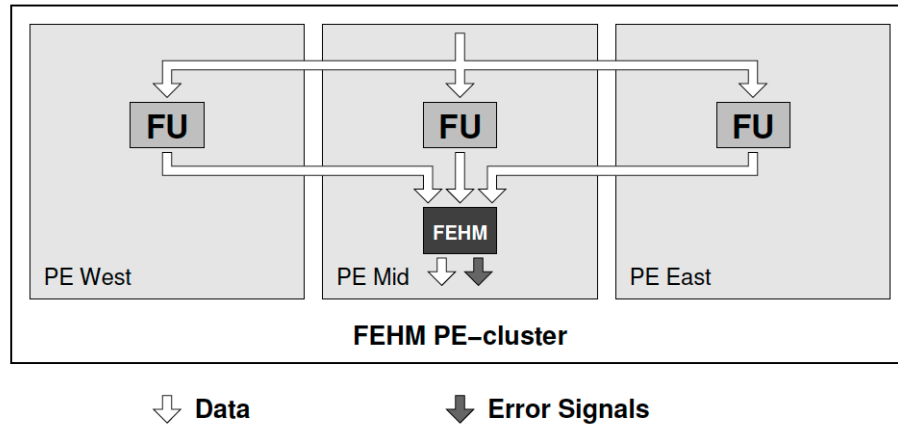 FU FU FU
FEHM
PE West PE Mid PE East
FEHM PE−cluster
Data Error Signals